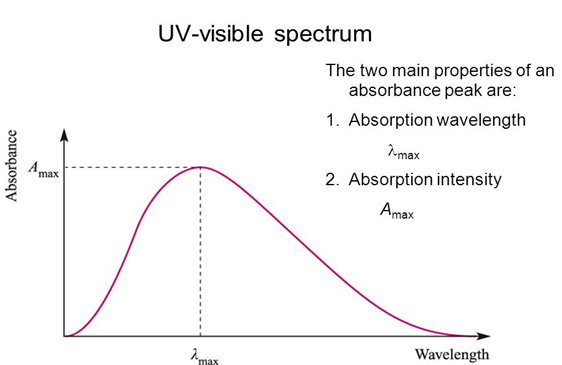 UV-visible spectrum
The two main properties of an
absorbance peak are:
1. Absorption wavelength
λmax
2. Absorption intensity
Amax
Absorbance
Amax
λmax
Wavelength